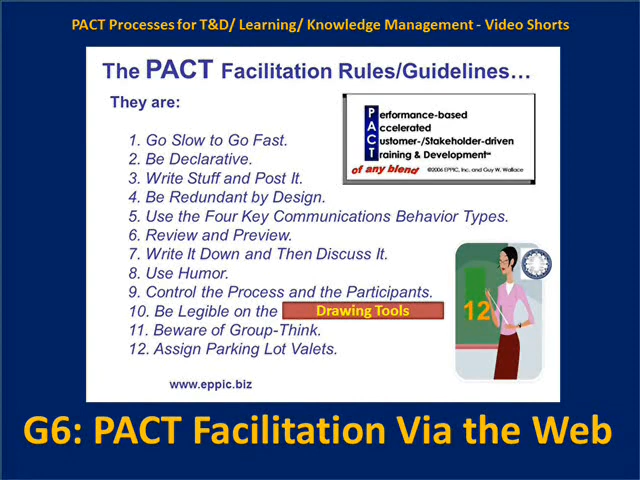 PACT Processes for T&D/ Learning/ Knowledge Management - Video Shorts
The PACT Facilitation Rules/Guidelines…
They are:
Performance-based
Accelerated
Customer-/Stakeholder-driven
Training & Development℠
of any blend ©2006 EPPIC, Inc. and Guy W. Wallace
1. Go Slow to Go Fast.
2. Be Declarative.
3. Write Stuff and Post It.
4. Be Redundant by Design.
5. Use the Four Key Communications Behavior Types.
6. Review and Preview.
7. Write It Down and Then Discuss It.
8. Use Humor.
9. Control the Process and the Participants.
10. Be Legible on the Drawing Tools
11. Beware of Group-Think.
12. Assign Parking Lot Valets.
12
www.eppic.biz
G6: PACT Facilitation Via the Web